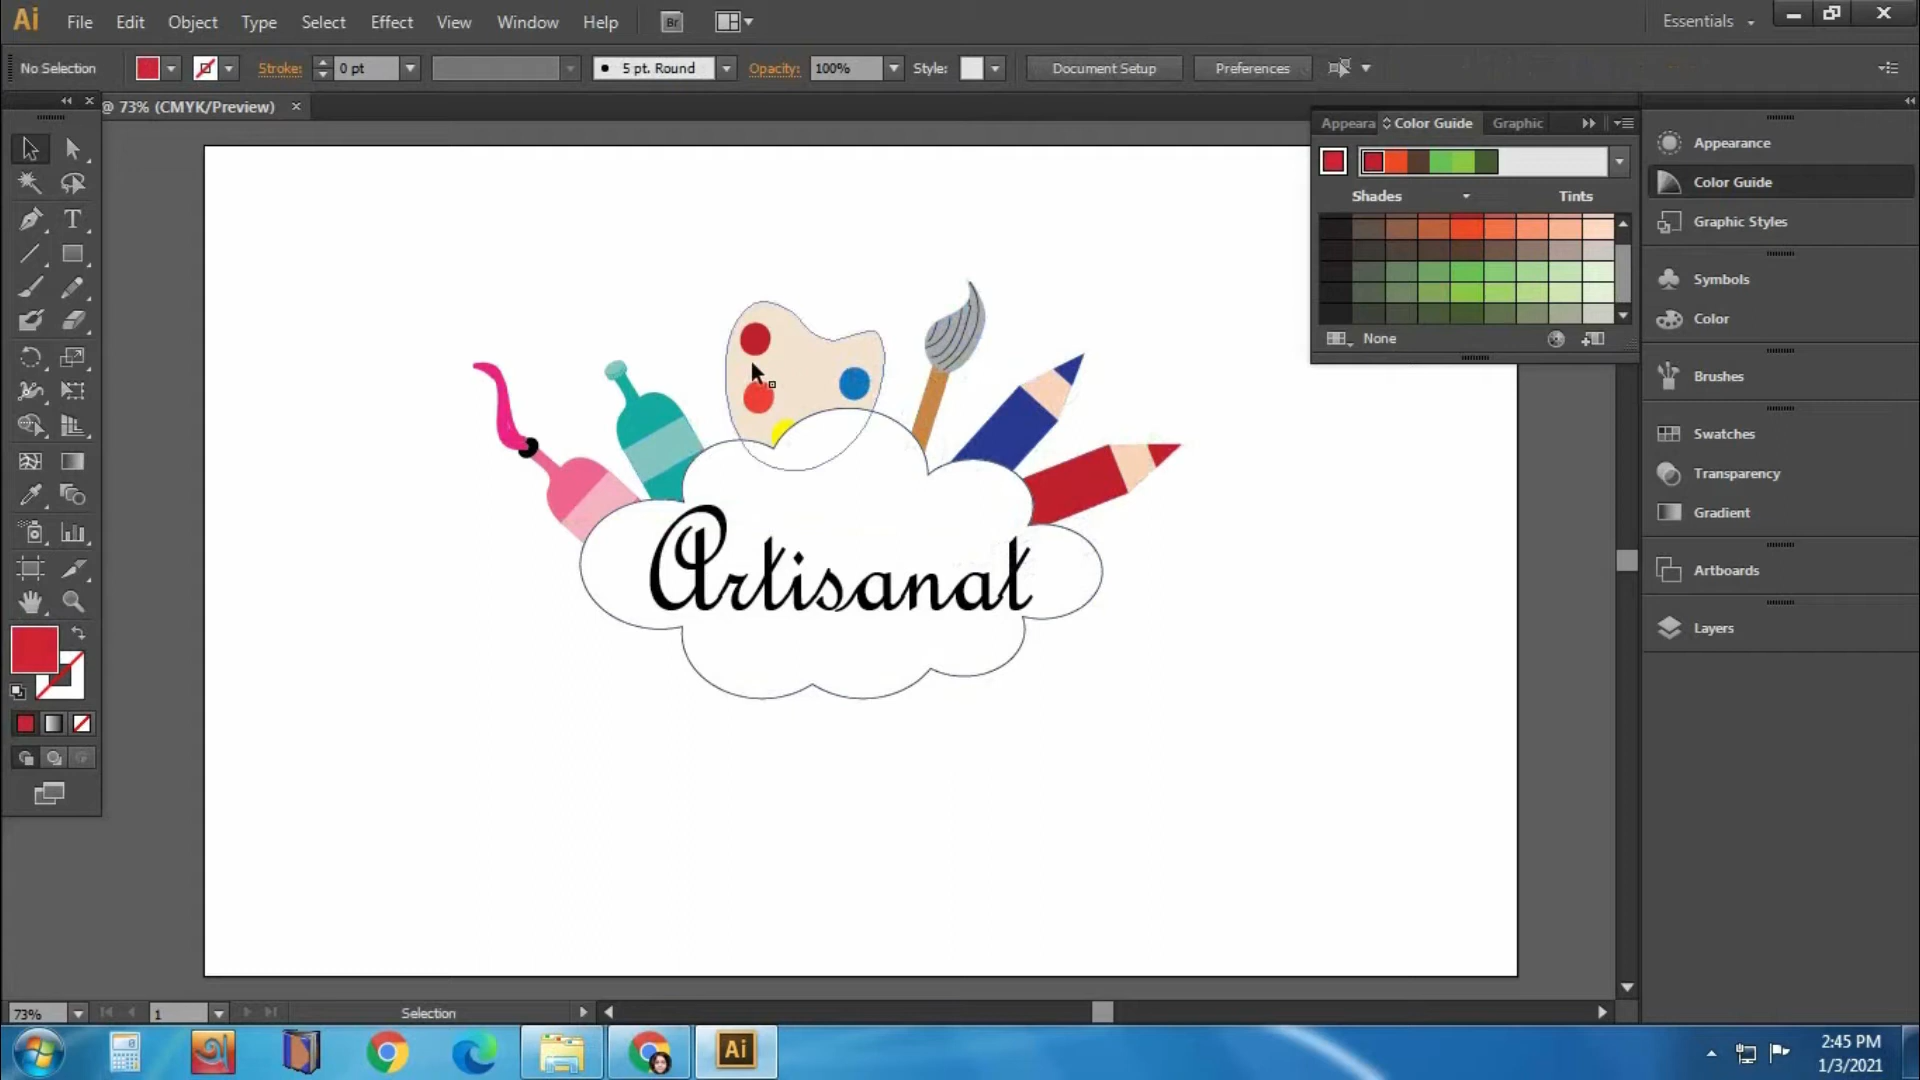 Ai File Edit Object Type Select Effect View Window Help Br Essentials
No Selection Stroke: 0 pt 5 pt. Round Opacity: 100% Style: Document Setup Preferences
@ 73% (CMYK/Preview)
Appeara Color Guide Graphic
Shades Tints
None
Appearance
Color Guide
Graphic Styles
Symbols
Color
Brushes
Swatches
Transparency
Gradient
Artboards
Layers
Artisanat
73% 1 Selection
Ai
2:45 PM
1/3/2021